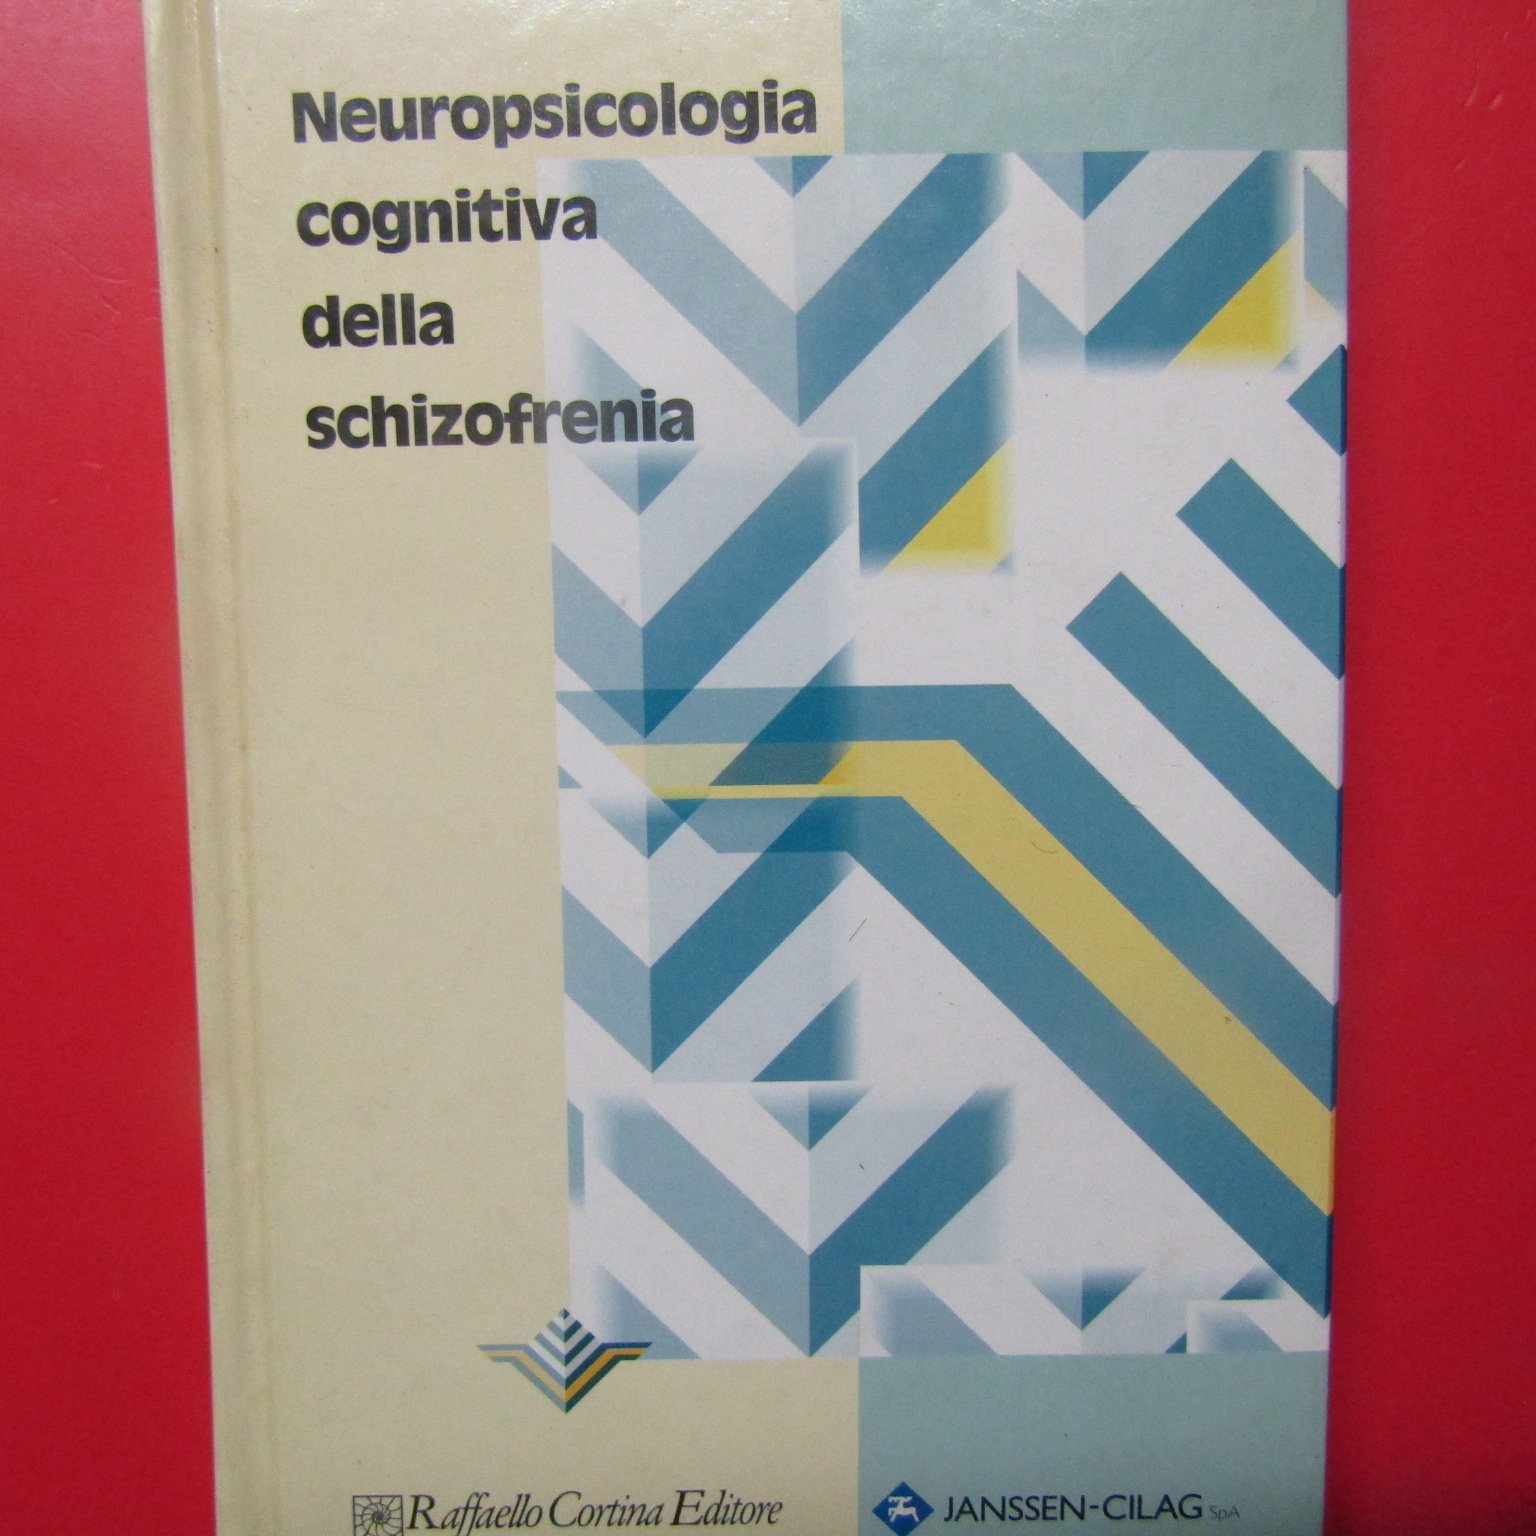 Neuropsicologia
cognitiva
della
schizofrenia
Raffaello Cortina Editore
JANSSEN-CILAG SpA